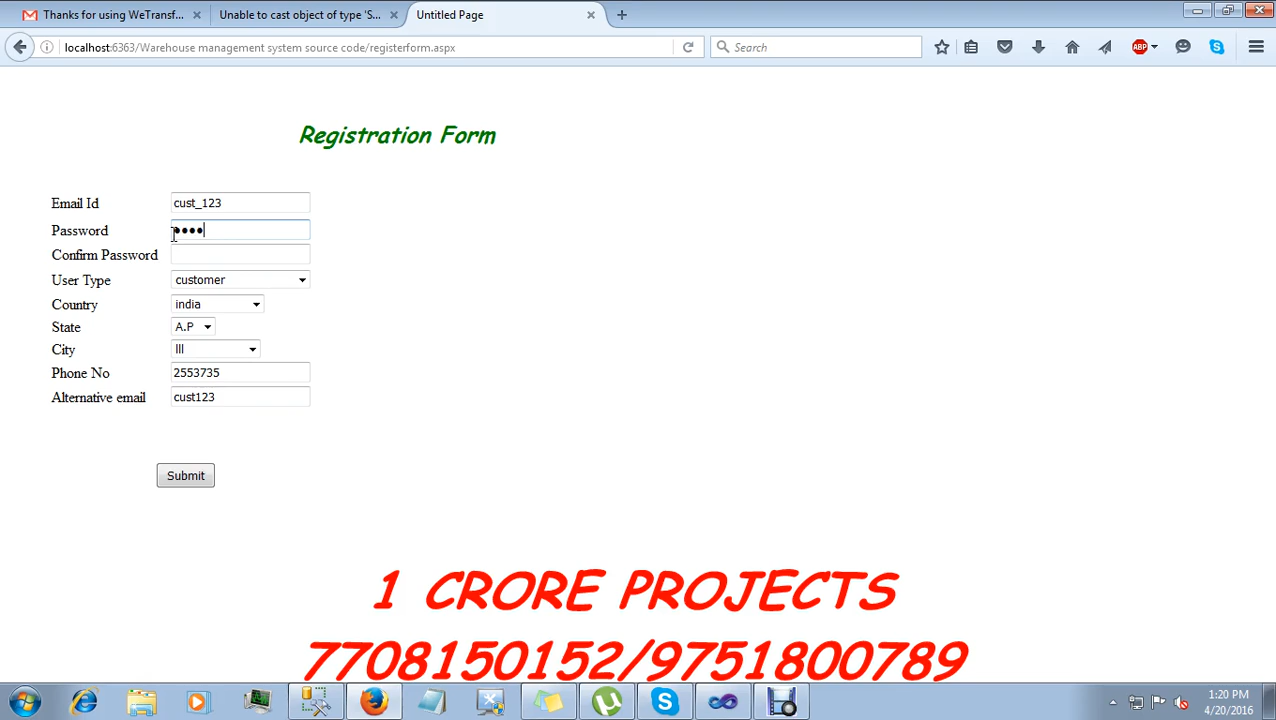 Thanks for using WeTransf...
Unable to cast object of type 'S...
Untitled Page
localhost:6363/Warehouse management system source code/registerform.aspx
Search
ABP
Registration Form
Email Id cust_123
Password
Confirm Password
User Type customer
Country india
State A.P
City lll
Phone No 2553735
Alternative email cust123
Submit
1 CRORE PROJECTS
7708150152/9751800789
1:20 PM
4/20/2016